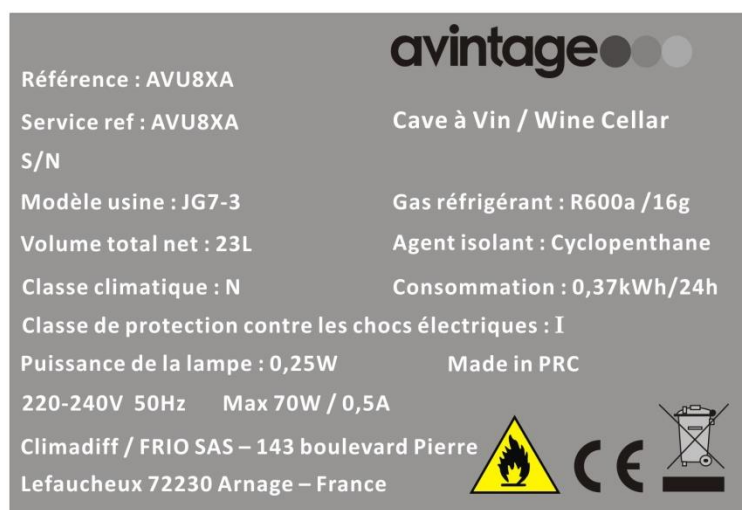 avintage
Référence : AVU8XA
Service ref : AVU8XA
Cave à Vin / Wine Cellar
S/N
Modèle usine : JG7-3
Gas réfrigérant : R600a /16g
Volume total net : 23L
Agent isolant : Cyclopenthane
Classe climatique : N
Consommation : 0,37kWh/24h
Classe de protection contre les chocs électriques : I
Puissance de la lampe : 0,25W
Made in PRC
220-240V 50Hz Max 70W / 0,5A
Climadiff / FRIO SAS – 143 boulevard Pierre
Lefaucheux 72230 Arnage – France
CE